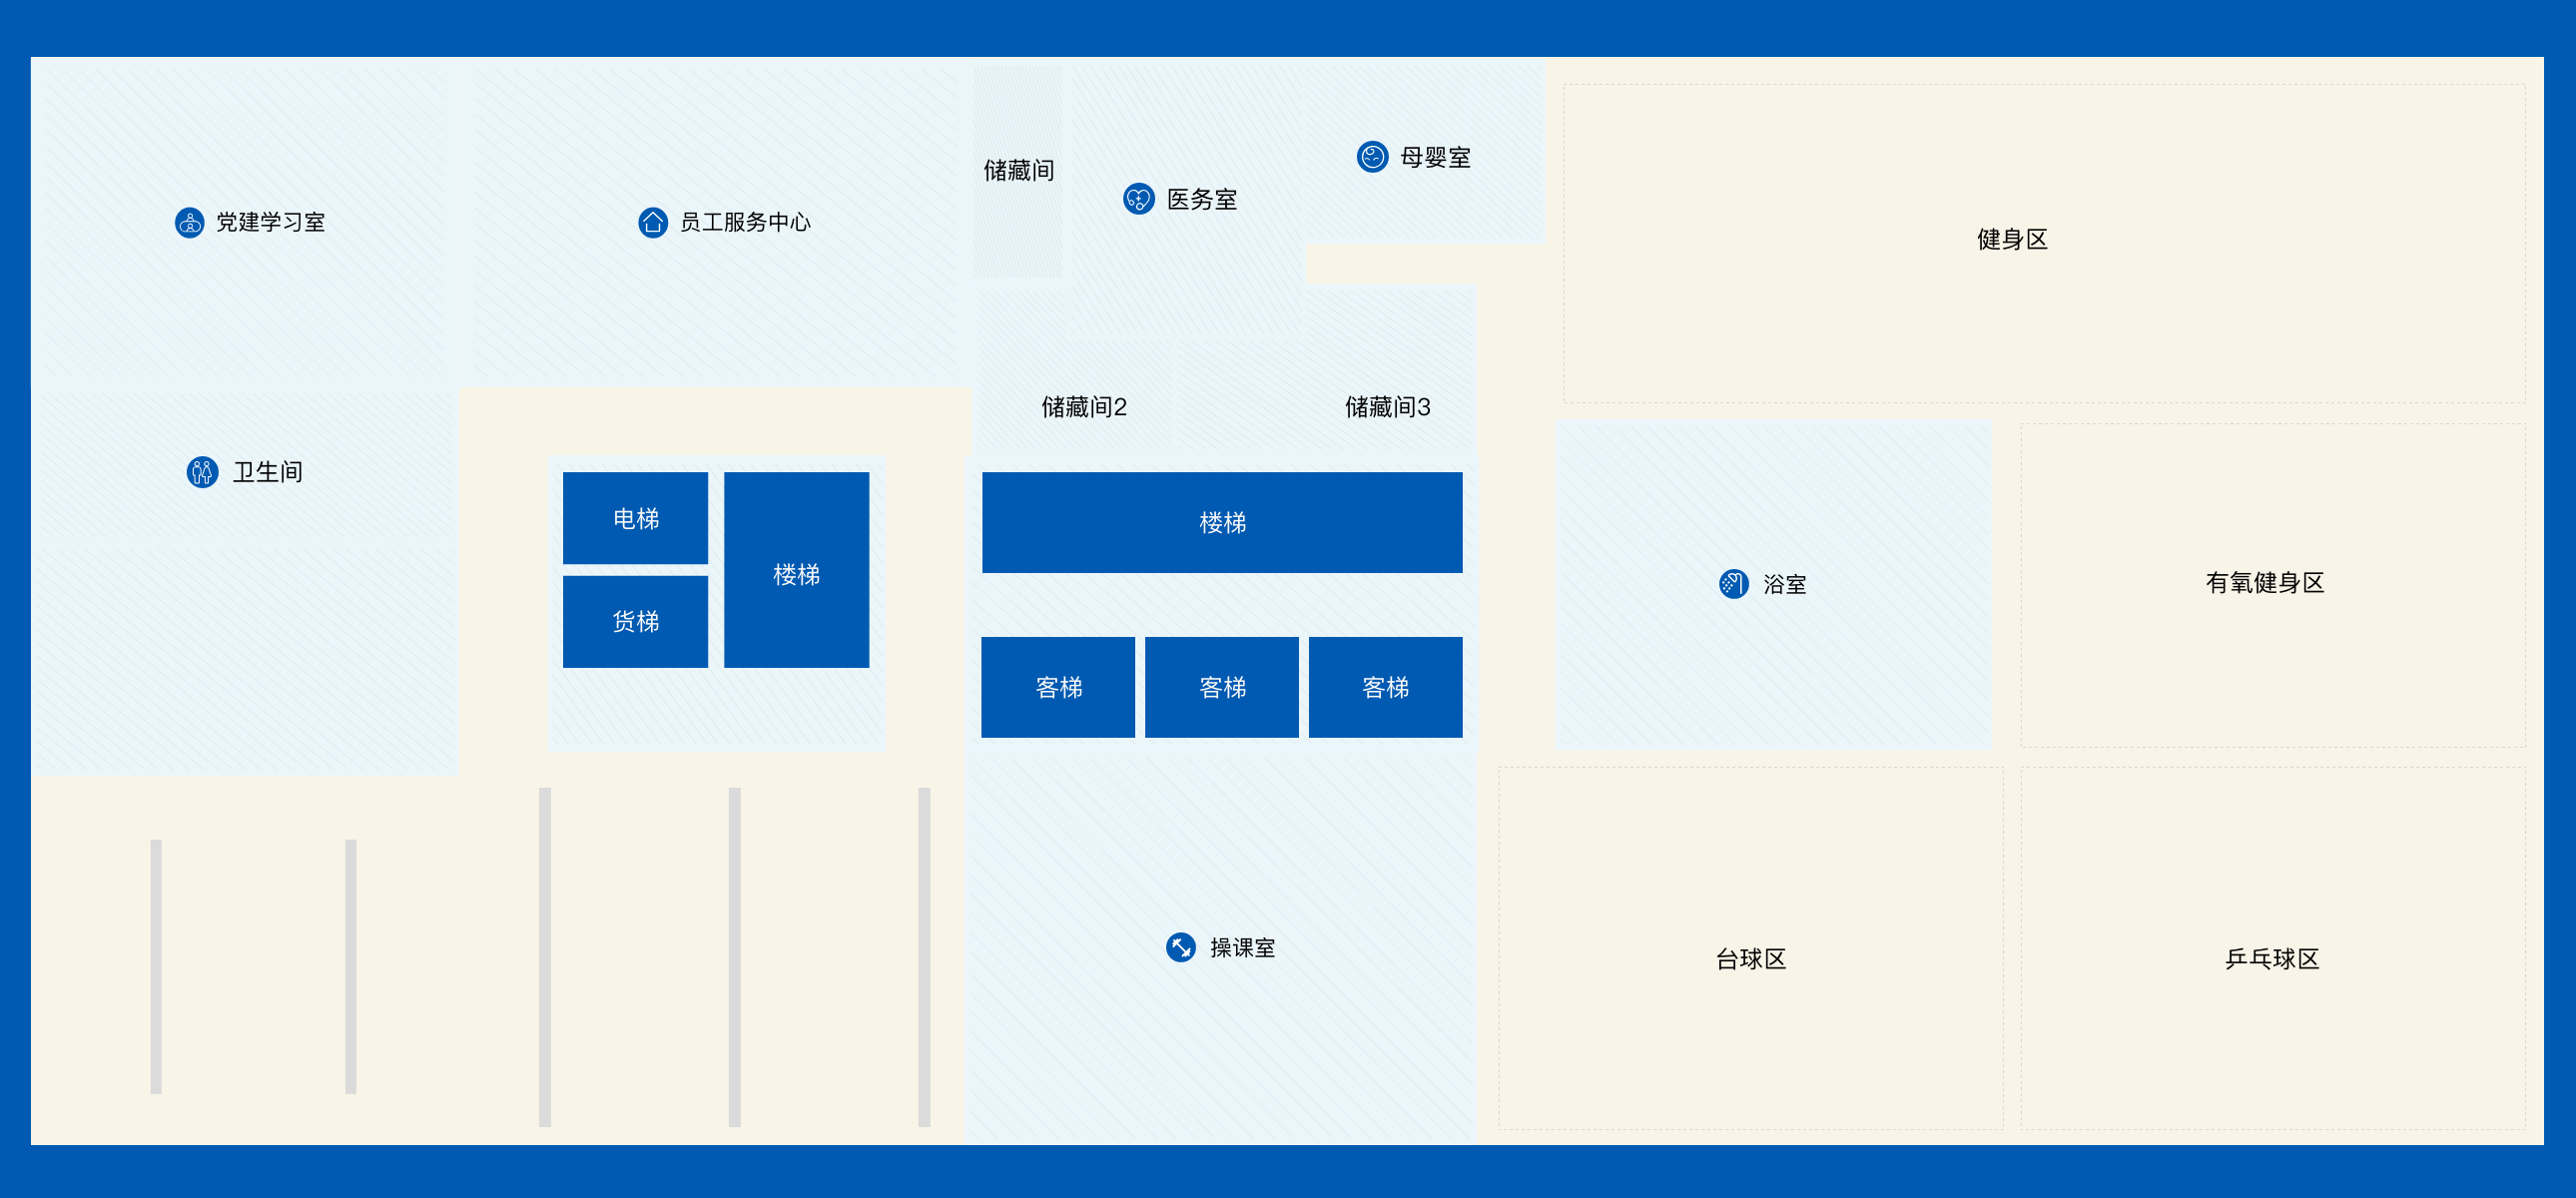 党建学习室
员工服务中心
储藏间
医务室
母婴室
健身区
储藏间2
储藏间3
卫生间
电梯
楼梯
货梯
楼梯
客梯
客梯
客梯
浴室
有氧健身区
操课室
台球区
乒乓球区